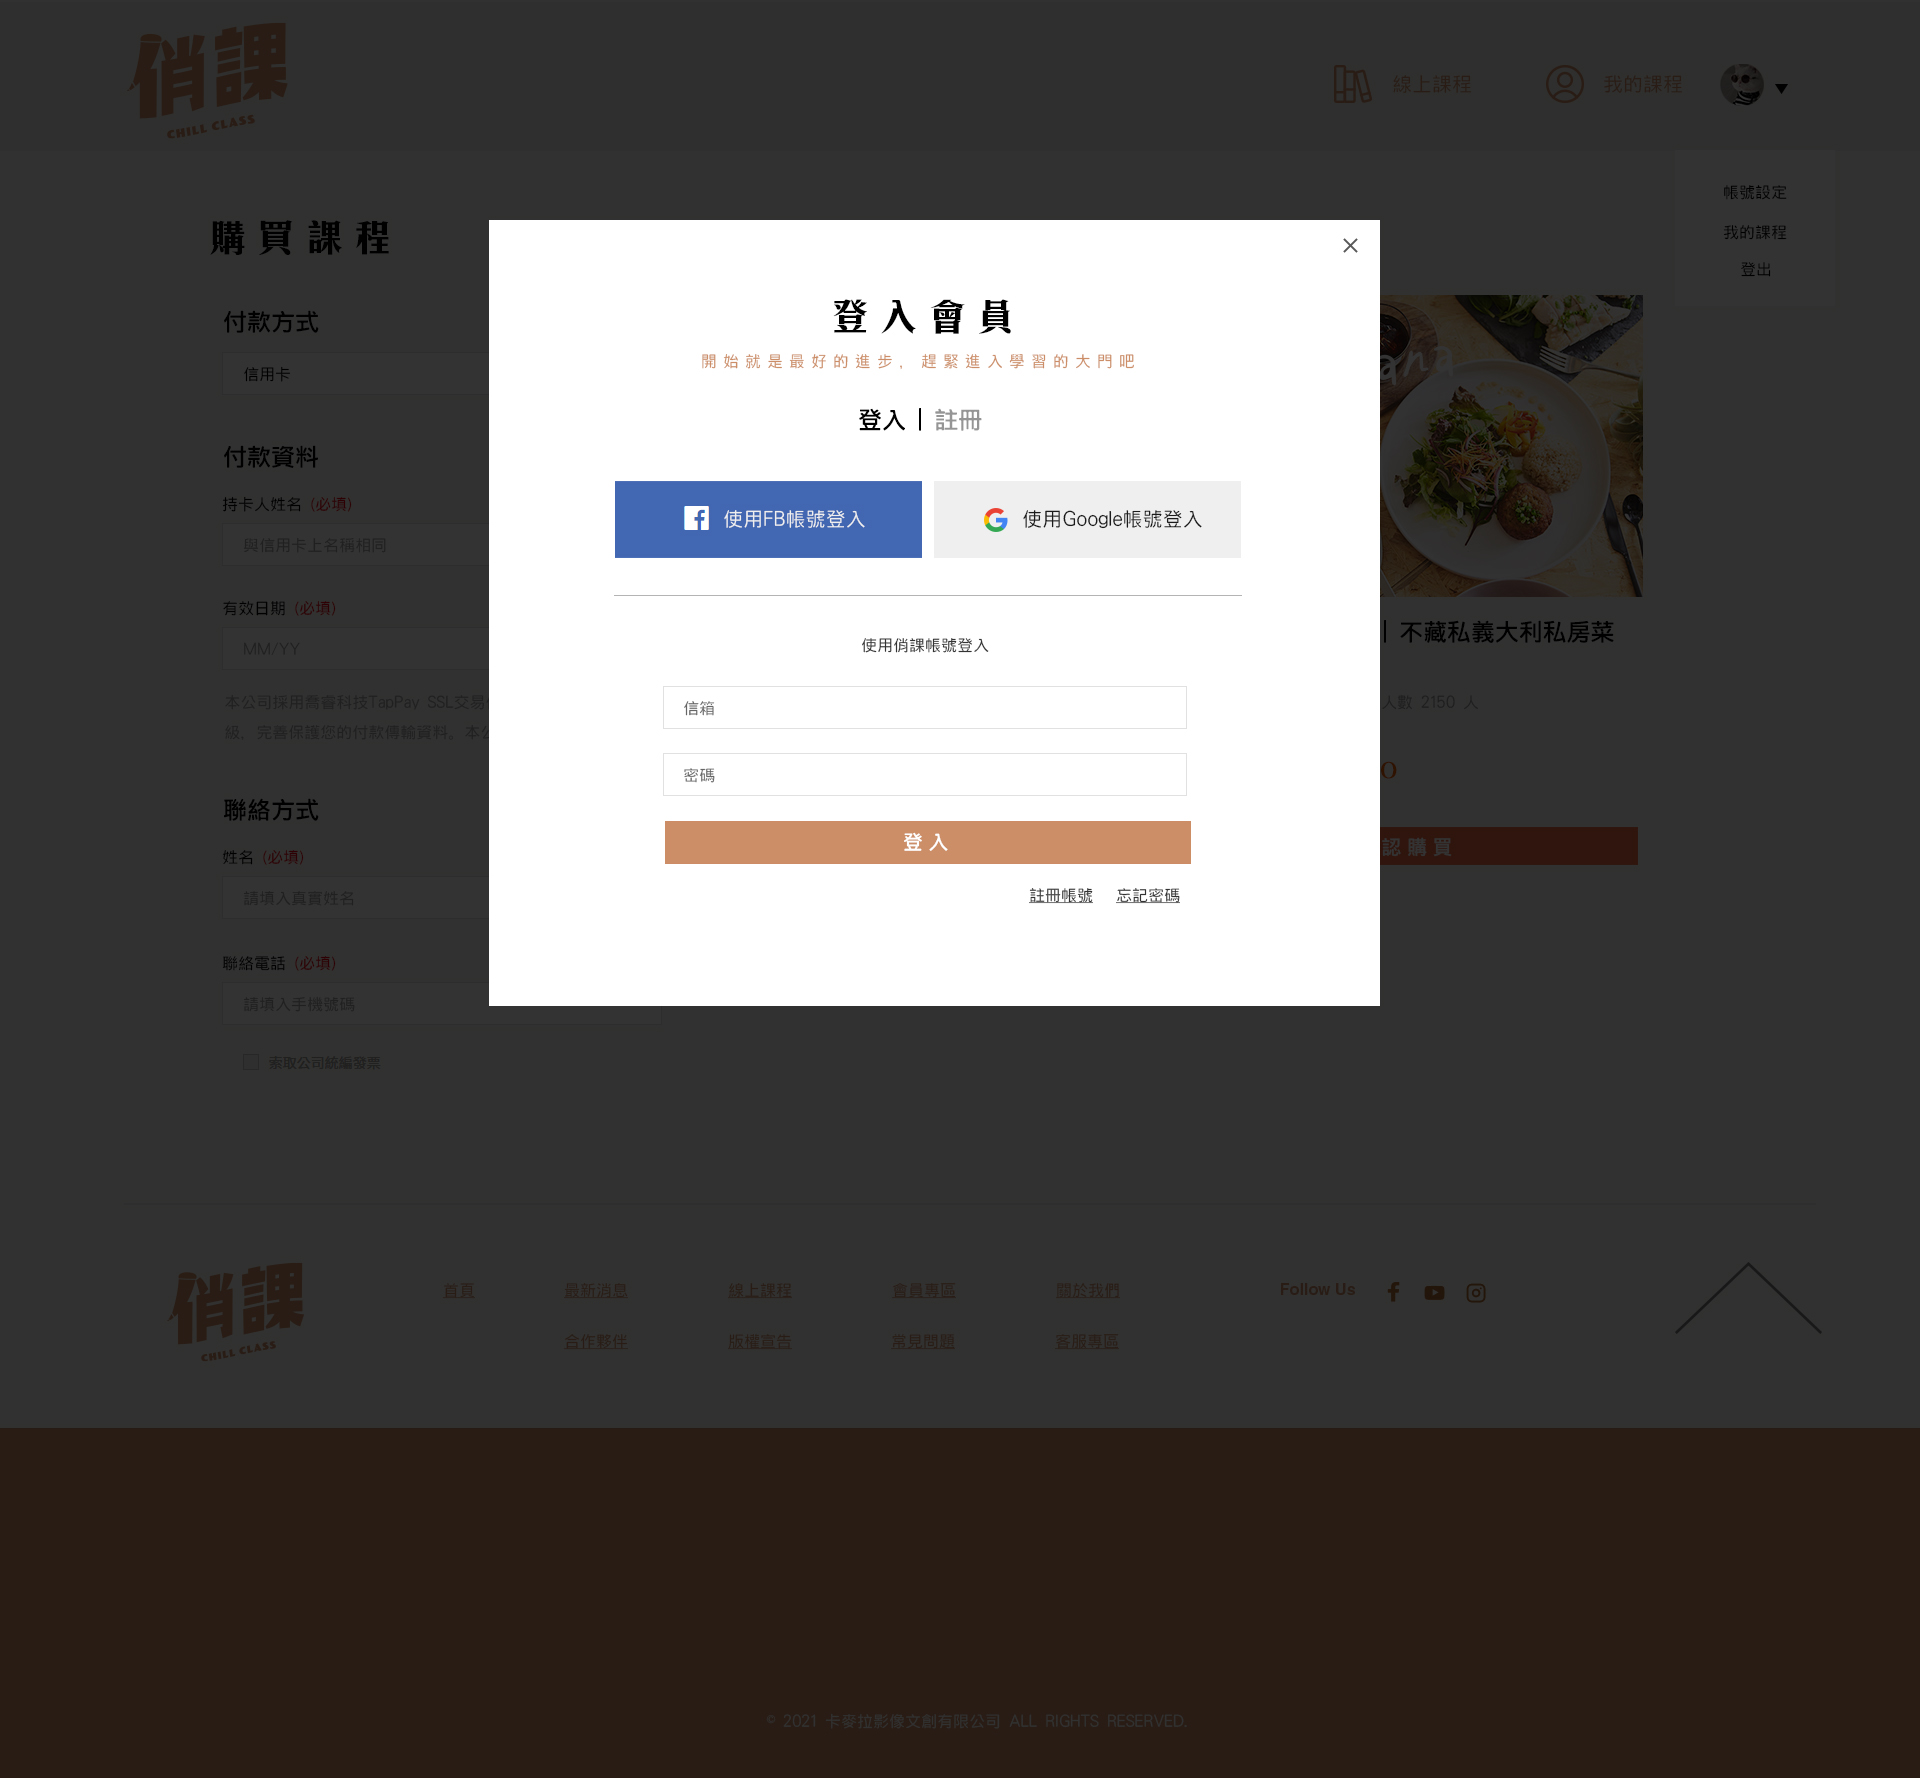 俏課
CHILL CLASS
線上課程
我的課程
帳號設定
我的課程
登出
購買課程
付款方式
信用卡
付款資料
持卡人姓名 (必填)
與信用卡上名稱相同
有效日期 (必填)
MM/YY
本公司採用喬睿科技TapPay SSL交易
級，完善保護您的付款傳輸資料。本公
聯絡方式
姓名 (必填)
請填入真實姓名
聯絡電話 (必填)
請填入手機號碼
索取公司統編發票
登入會員
開始就是最好的進步，趕緊進入學習的大門吧
登入 | 註冊
使用FB帳號登入
使用Google帳號登入
使用俏課帳號登入
信箱
密碼
登入
註冊帳號 忘記密碼
ana
| 不藏私義大利私房菜
人數 2150 人
0
認購買
俏課
CHILL CLASS
首頁 最新消息 線上課程 會員專區 關於我們
合作夥伴 版權宣告 常見問題 客服專區
Follow Us
© 2021 卡麥拉影像文創有限公司 ALL RIGHTS RESERVED.